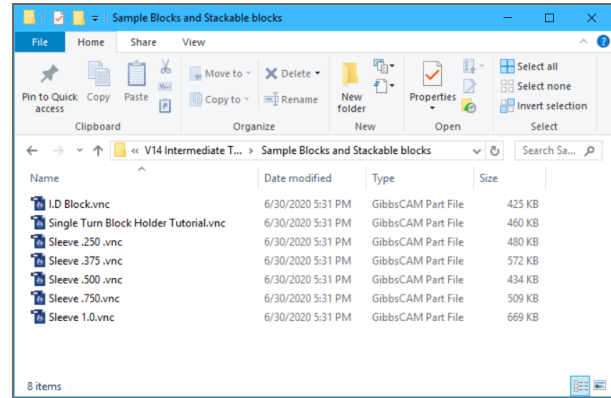 Sample Blocks and Stackable blocks
File Home Share View
Pin to Quick access
Copy
Paste
Move to
Copy to
Delete
Rename
New folder
Properties
Select all
Select none
Invert selection
Clipboard Organize New Open Select
« V14 Intermediate T... › Sample Blocks and Stackable blocks Search Sa...
Name Date modified Type Size
I.D Block.vnc 6/30/2020 5:31 PM GibbsCAM Part File 425 KB
Single Turn Block Holder Tutorial.vnc 6/30/2020 5:31 PM GibbsCAM Part File 460 KB
Sleeve .250 .vnc 6/30/2020 5:31 PM GibbsCAM Part File 480 KB
Sleeve .375 .vnc 6/30/2020 5:31 PM GibbsCAM Part File 572 KB
Sleeve .500 .vnc 6/30/2020 5:31 PM GibbsCAM Part File 434 KB
Sleeve .750.vnc 6/30/2020 5:31 PM GibbsCAM Part File 509 KB
Sleeve 1.0.vnc 6/30/2020 5:31 PM GibbsCAM Part File 669 KB
8 items